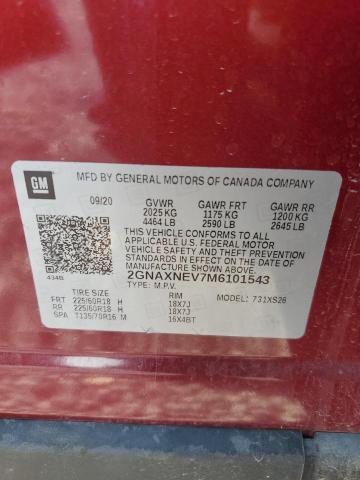 GM
MFD BY GENERAL MOTORS OF CANADA COMPANY
09/20 GVWR GAWR FRT GAWR RR
2025 KG 1175 KG 1200 KG
4464 LB 2590 LB 2645 LB
THIS VEHICLE CONFORMS TO ALL
APPLICABLE U.S. FEDERAL MOTOR
VEHICLE SAFETY, BUMPER, AND THEFT PREVENTION
STANDARDS IN EFFECT ON THE DATE OF
MANUFACTURE SHOWN ABOVE.
434B 2GNAXNEV7M6101543
TYPE: M.P.V.
TIRE SIZE RIM MODEL: 731XS26
FRT 225/60R18 H 18X7J
RR 225/60R18 H 18X7J
SPA T135/70R16 M 16X4BT